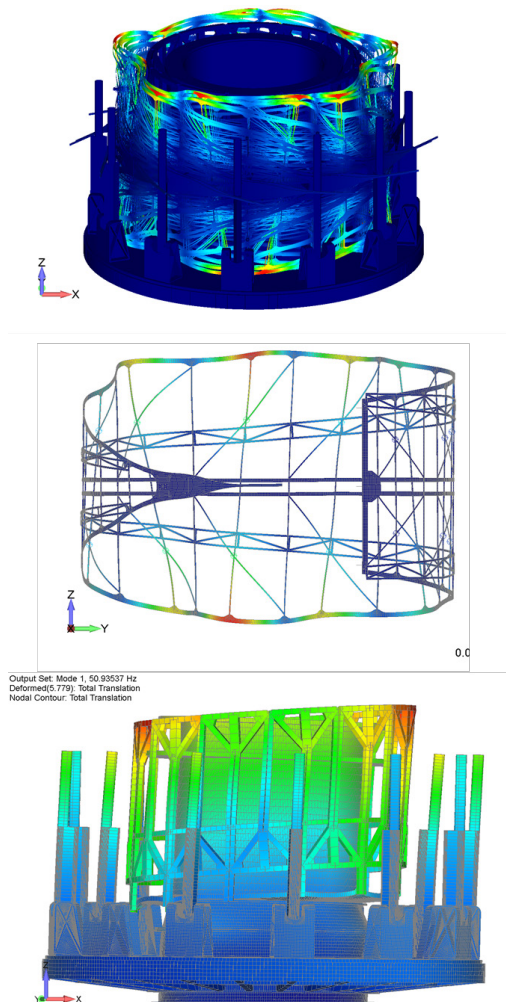 Z
X
Z
X
Y
0.0
Output Set: Mode 1, 50.93537 Hz
Deformed(5.779): Total Translation
Nodal Contour: Total Translation
Z
Y
X